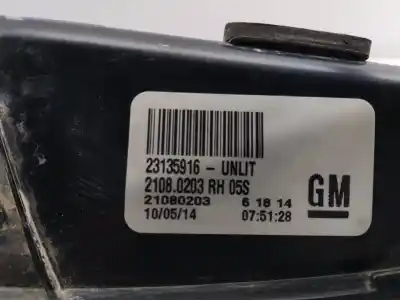 23135916 - UNLIT
2108.0203 RH 05S
21080203 6 18 14
10/05/14 07:51:28
GM